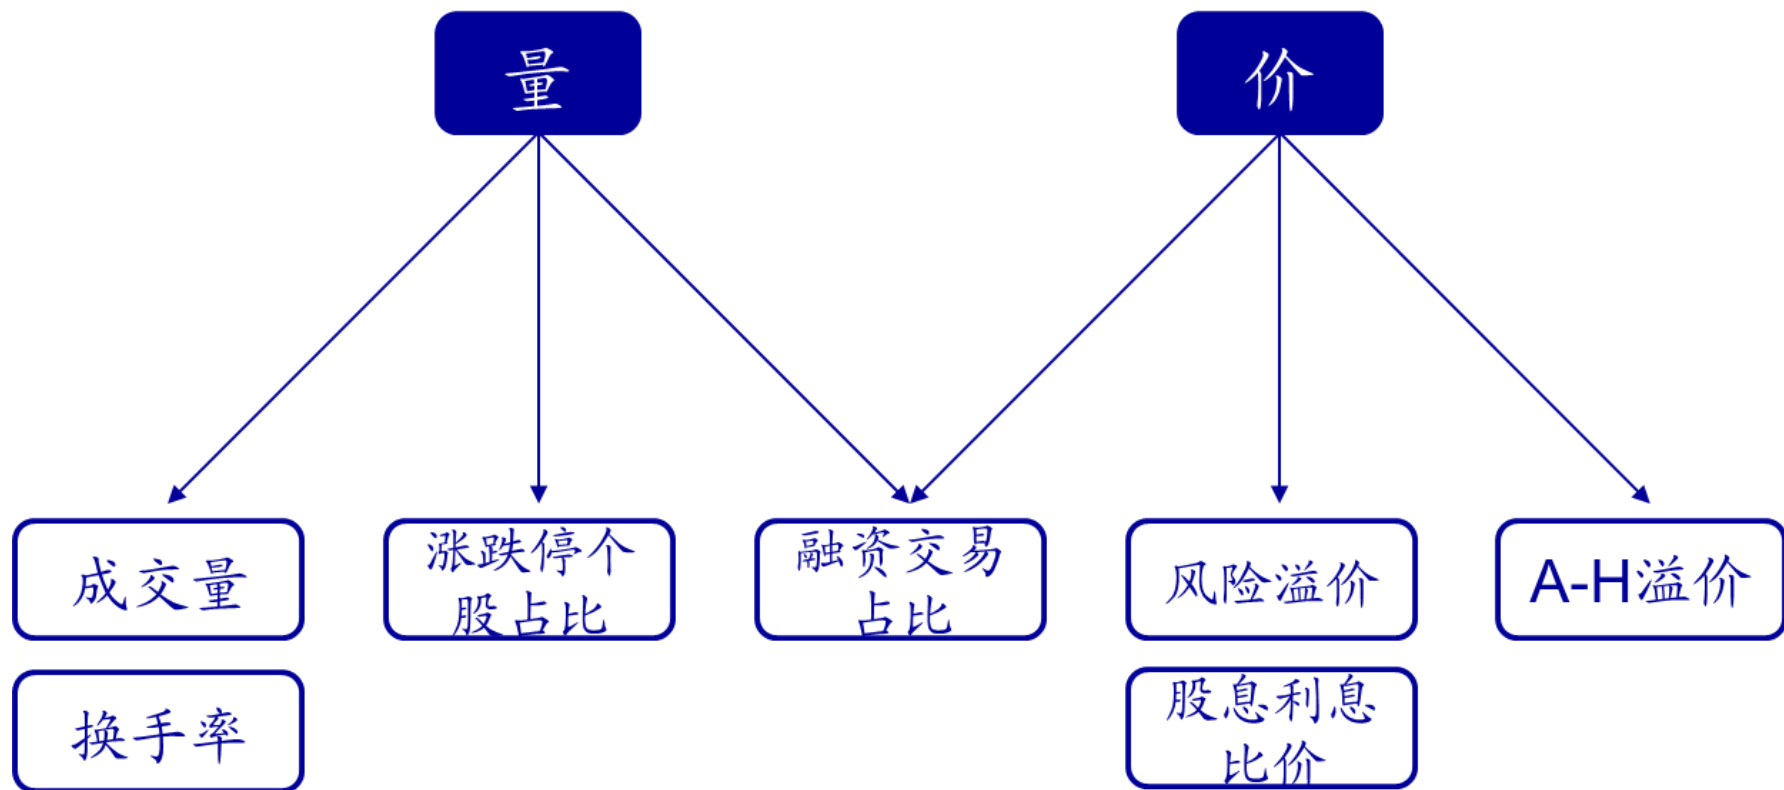 量
价
成交量
涨跌停个
股占比
融资交易
占比
风险溢价
A-H溢价
换手率
股息利息
比价